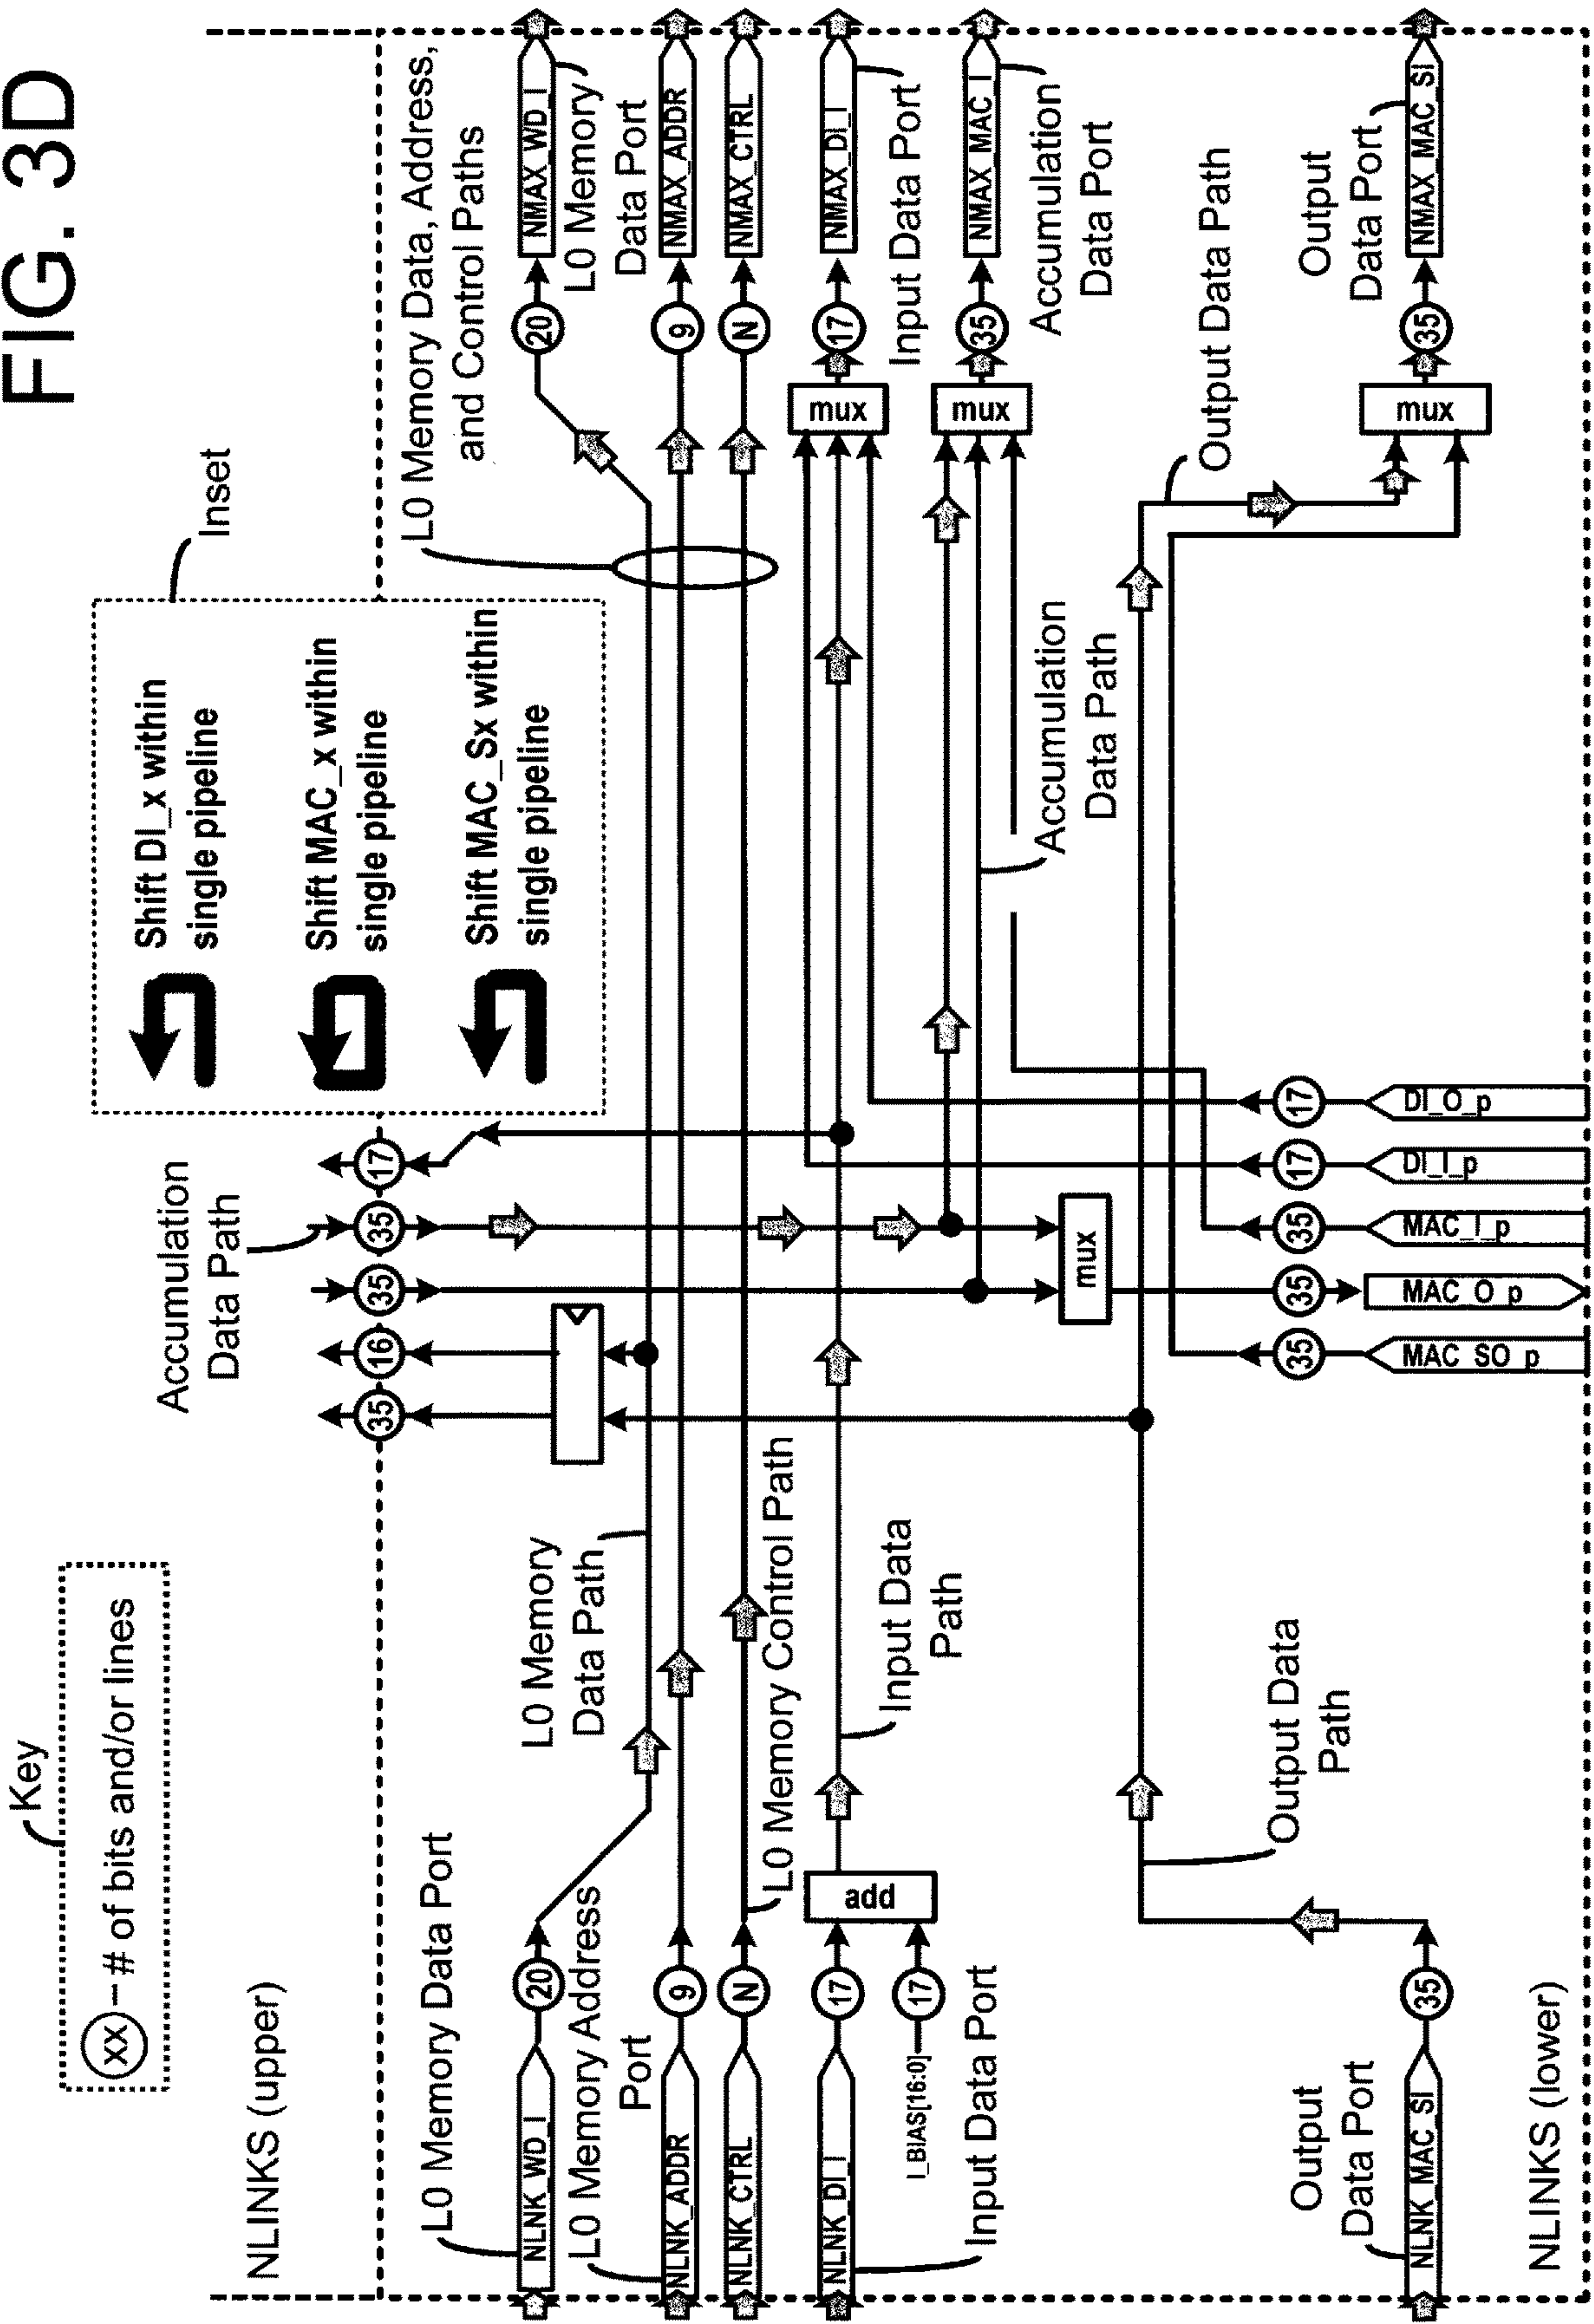 FIG. 3D
Key
xx – # of bits and/or lines
Inset
Shift DI_x within
single pipeline
Shift MAC_x within
single pipeline
Shift MAC_Sx within
single pipeline
NLINKS (upper)
Accumulation
Data Path
17
35
35
16
35
L0 Memory Data, Address,
and Control Paths
L0 Memory Data Port
NLNK_WD_I
20
L0 Memory
Data Path
20
NMAX_WD_I
L0 Memory
Data Port
L0 Memory Address
Port
NLNK_ADDR
9
9
NMAX_ADDR
NLNK_CTRL
N
L0 Memory Control Path
N
NMAX_CTRL
NLNK_DI_I
17
add
I_BIAS[16:0]
17
Input Data Port
Input Data
Path
mux
17
NMAX_DI_I
Input Data Port
mux
35
NMAX_MAC_I
Accumulation
Data Port
Accumulation
Data Path
mux
Output Data Path
Output
Data Port
mux
35
NMAX_MAC_SI
Output Data
Path
Output
Data Port
NLNK_MAC_SI
35
35
MAC_SO_p
35
MAC_O_p
35
MAC_I_p
17
DI_I_p
17
DI_O_p
NLINKS (lower)